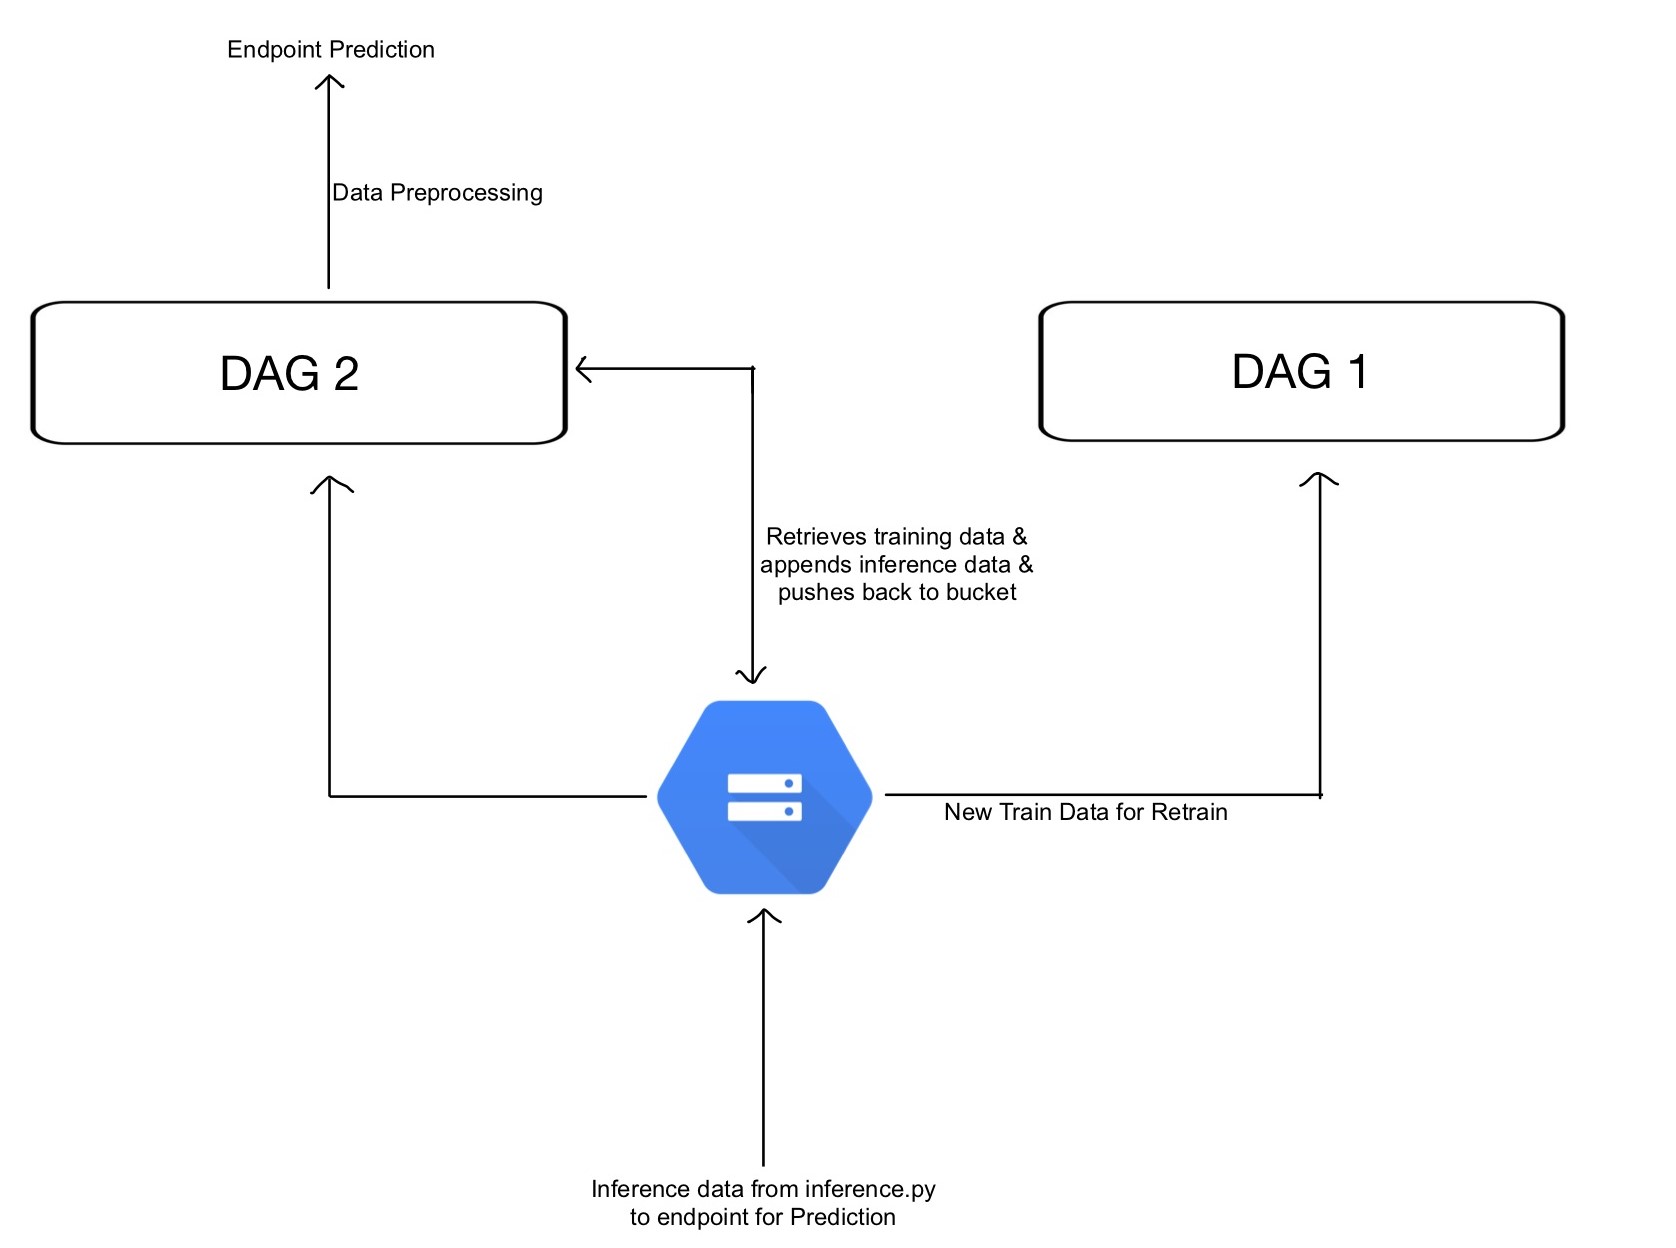 Endpoint Prediction
Data Preprocessing
DAG 2
DAG 1
Retrieves training data &
appends inference data &
pushes back to bucket
New Train Data for Retrain
Inference data from inference.py
to endpoint for Prediction